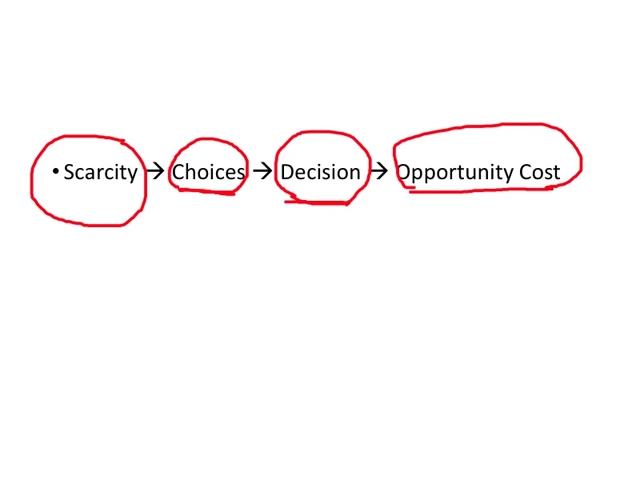 • Scarcity → Choices → Decision → Opportunity Cost